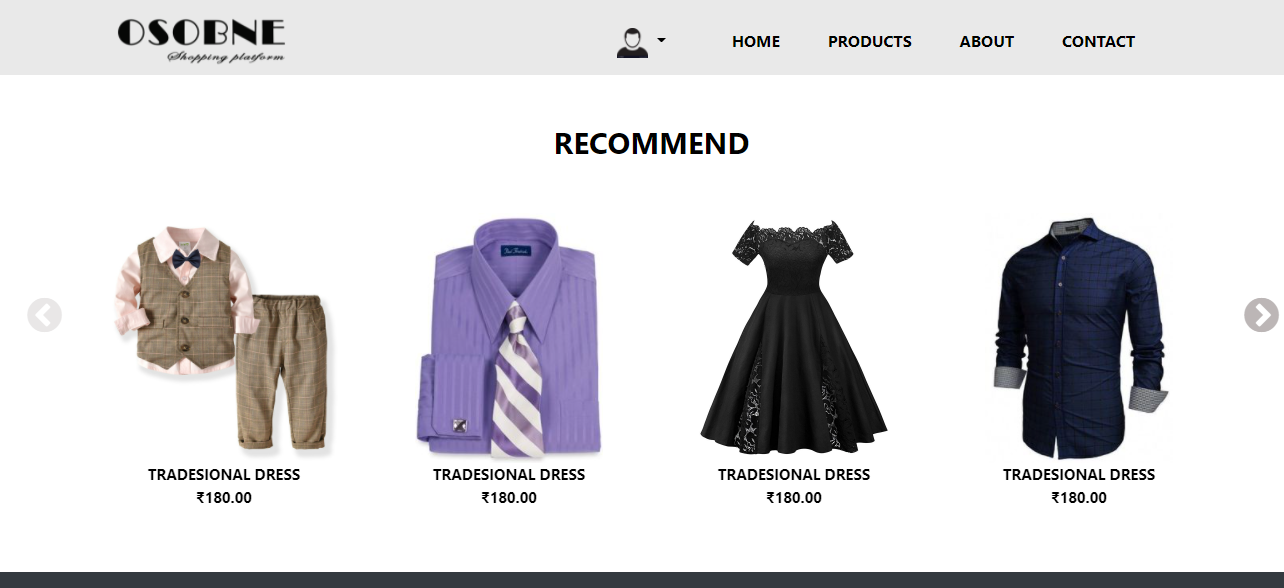 OSOBNE
Shopping platform
HOME PRODUCTS ABOUT CONTACT
RECOMMEND
TRADESIONAL DRESS
₹180.00
TRADESIONAL DRESS
₹180.00
TRADESIONAL DRESS
₹180.00
TRADESIONAL DRESS
₹180.00